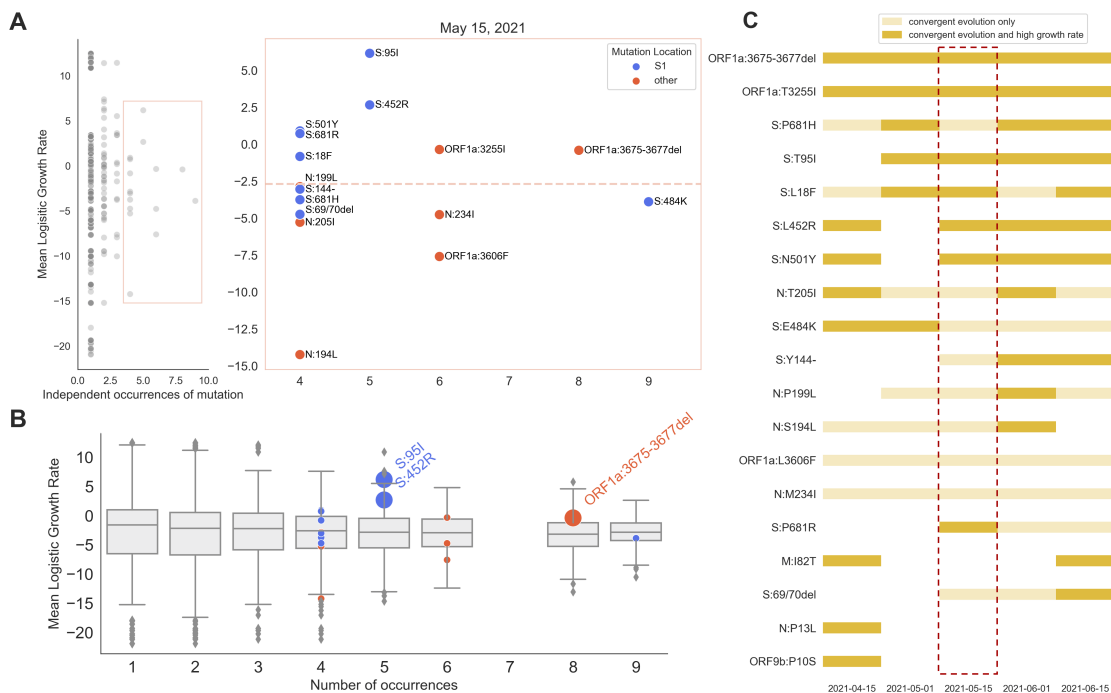 A
May 15, 2021
Mean Logisitic Growth Rate
10
5
0
−5
−10
−15
−20
0.0
2.5
5.0
7.5
10.0
Independent occurrences of mutation
5.0
2.5
0.0
−2.5
−5.0
−7.5
−10.0
−12.5
−15.0
4
5
6
7
8
9
Mutation Location
S1
other
S:95I
S:452R
S:501Y
S:681R
S:18F
N:199L
S:144-
S:681H
S:69/70del
N:205I
ORF1a:3255I
ORF1a:3675-3677del
S:484K
N:234I
ORF1a:3606F
N:194L
B
Mean Logistic Growth Rate
10
5
0
−5
−10
−15
−20
1
2
3
4
5
6
7
8
9
Number of occurrences
S:95I
S:452R
ORF1a:3675-3677del
C
convergent evolution only
convergent evolution and high growth rate
ORF1a:3675-3677del
ORF1a:T3255I
S:P681H
S:T95I
S:L18F
S:L452R
S:N501Y
N:T205I
S:E484K
S:Y144-
N:P199L
N:S194L
ORF1a:L3606F
N:M234I
S:P681R
M:I82T
S:69/70del
N:P13L
ORF9b:P10S
2021-04-15
2021-05-01
2021-05-15
2021-06-01
2021-06-15